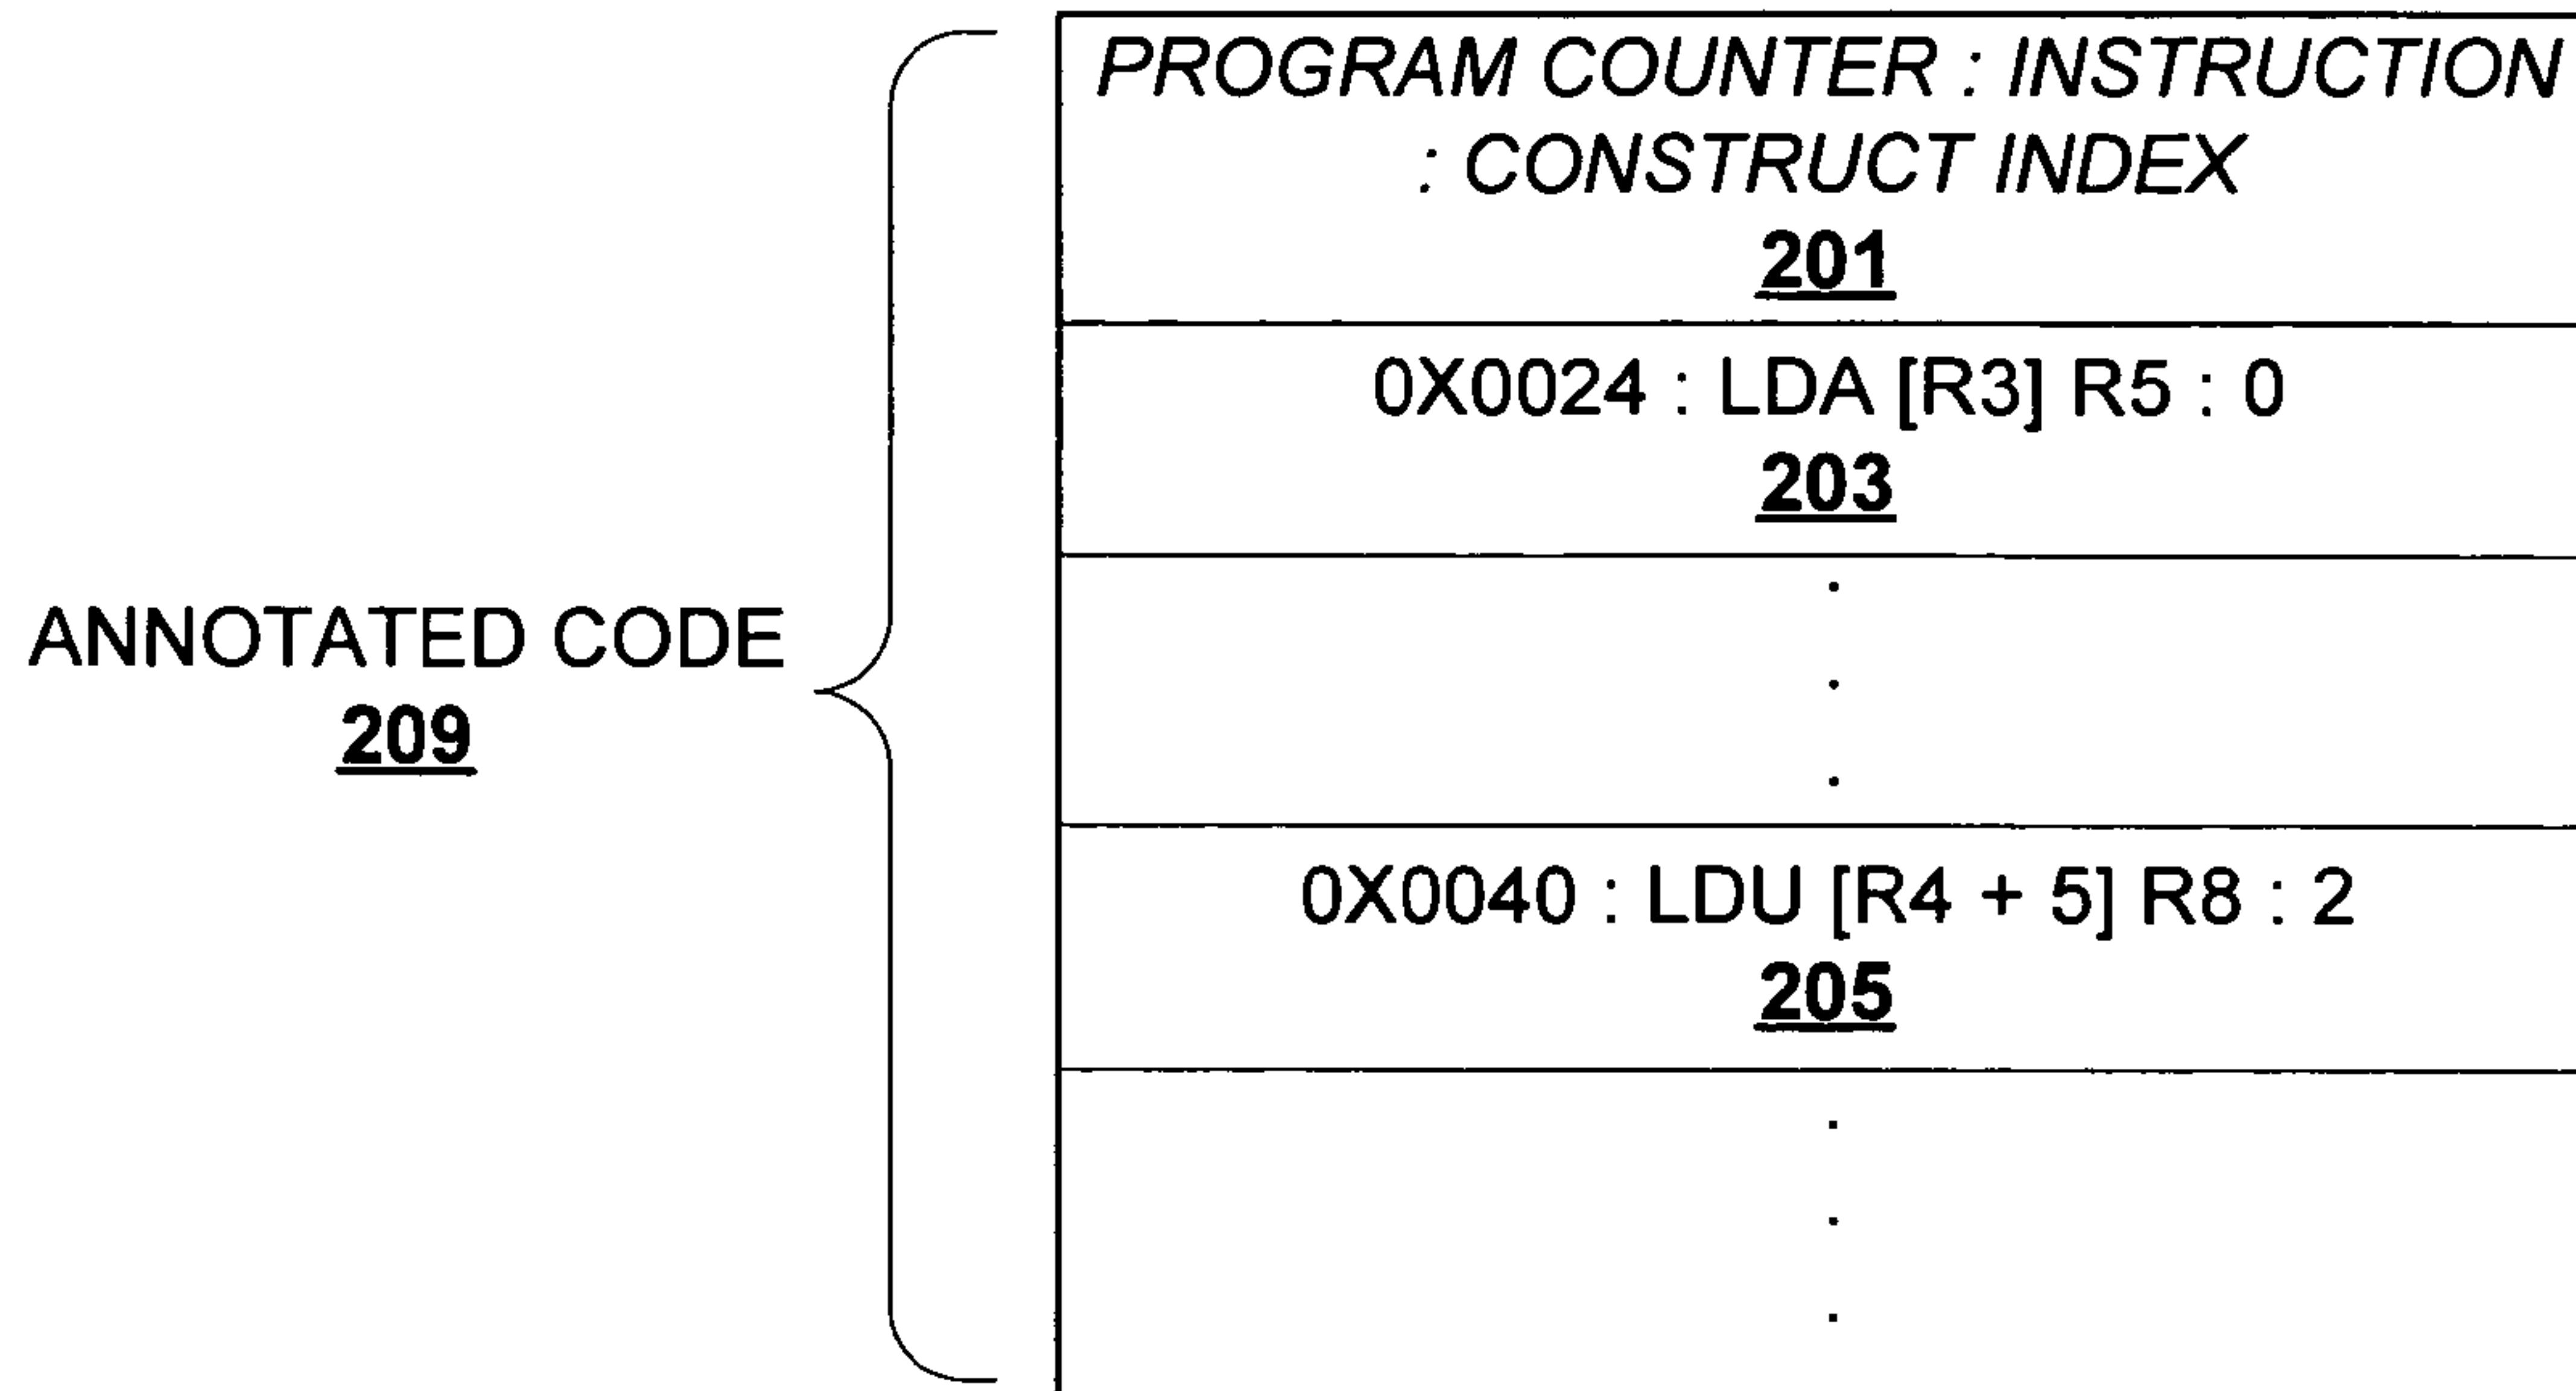 PROGRAM COUNTER : INSTRUCTION
: CONSTRUCT INDEX
201
0X0024 : LDA [R3] R5 : 0
203
ANNOTATED CODE
209
0X0040 : LDU [R4 + 5] R8 : 2
205